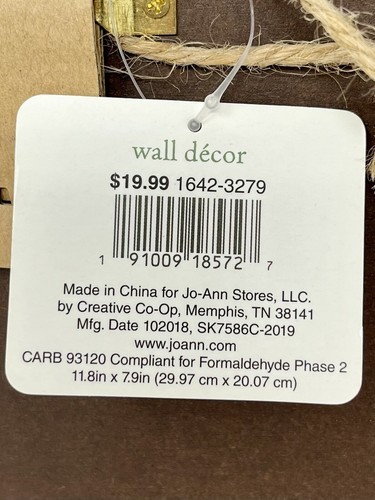 wall décor
$19.99 1642-3279
1 91009 18572 7
Made in China for Jo-Ann Stores, LLC.
by Creative Co-Op, Memphis, TN 38141
Mfg. Date 102018, SK7586C-2019
www.joann.com
CARB 93120 Compliant for Formaldehyde Phase 2
11.8in x 7.9in (29.97 cm x 20.07 cm)